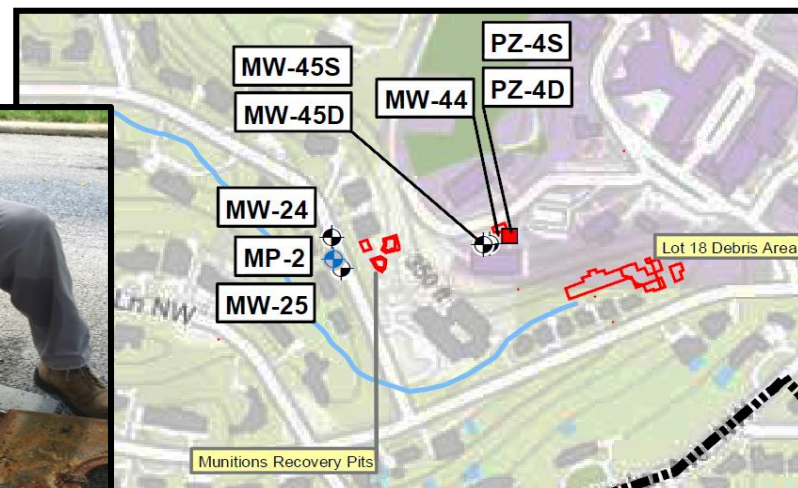 PZ-4S
MW-45S
PZ-4D
MW-44
MW-45D
MW-24
MP-2
MW-25
Lot 18 Debris Area
Ln NW
Munitions Recovery Pits